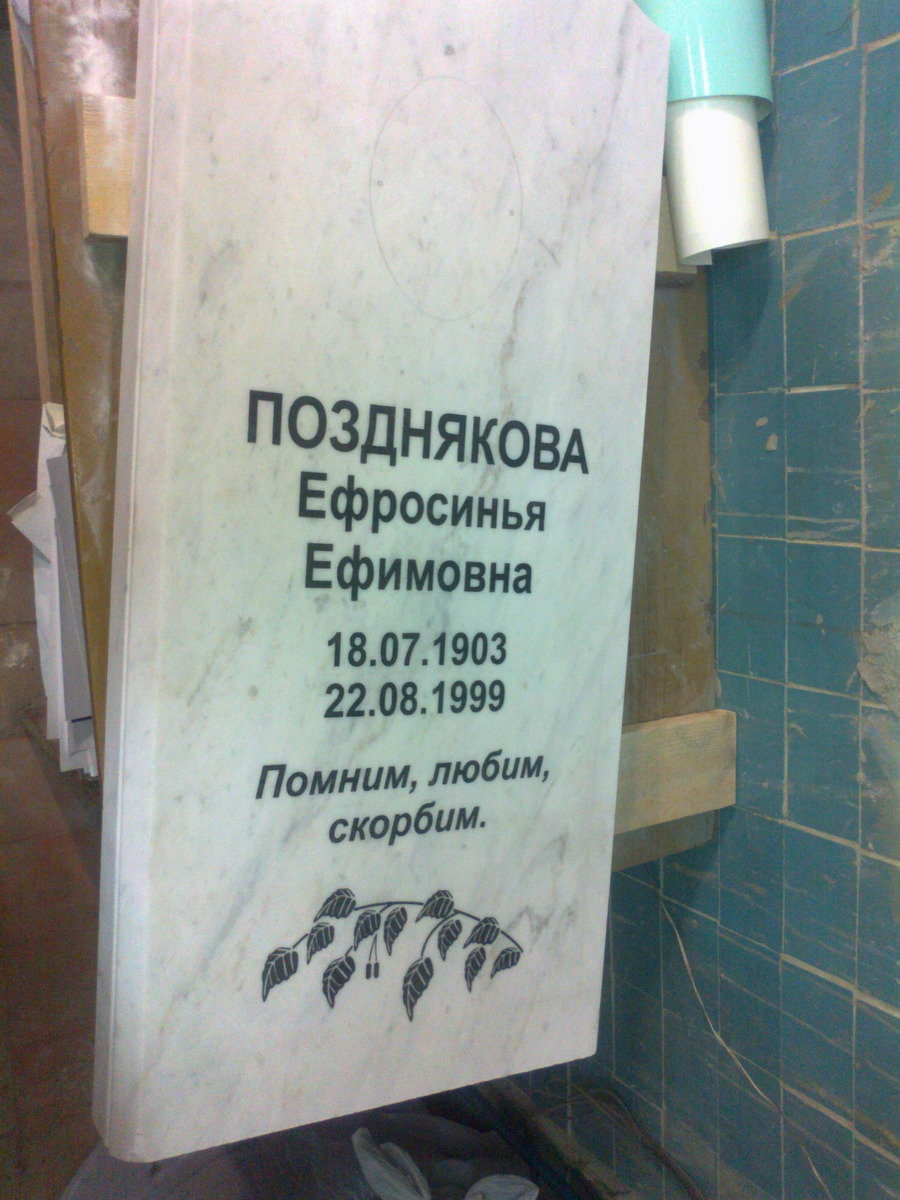 ПОЗДНЯКОВА
Ефросинья
Ефимовна
18.07.1903
22.08.1999
Помним, любим,
скорбим.